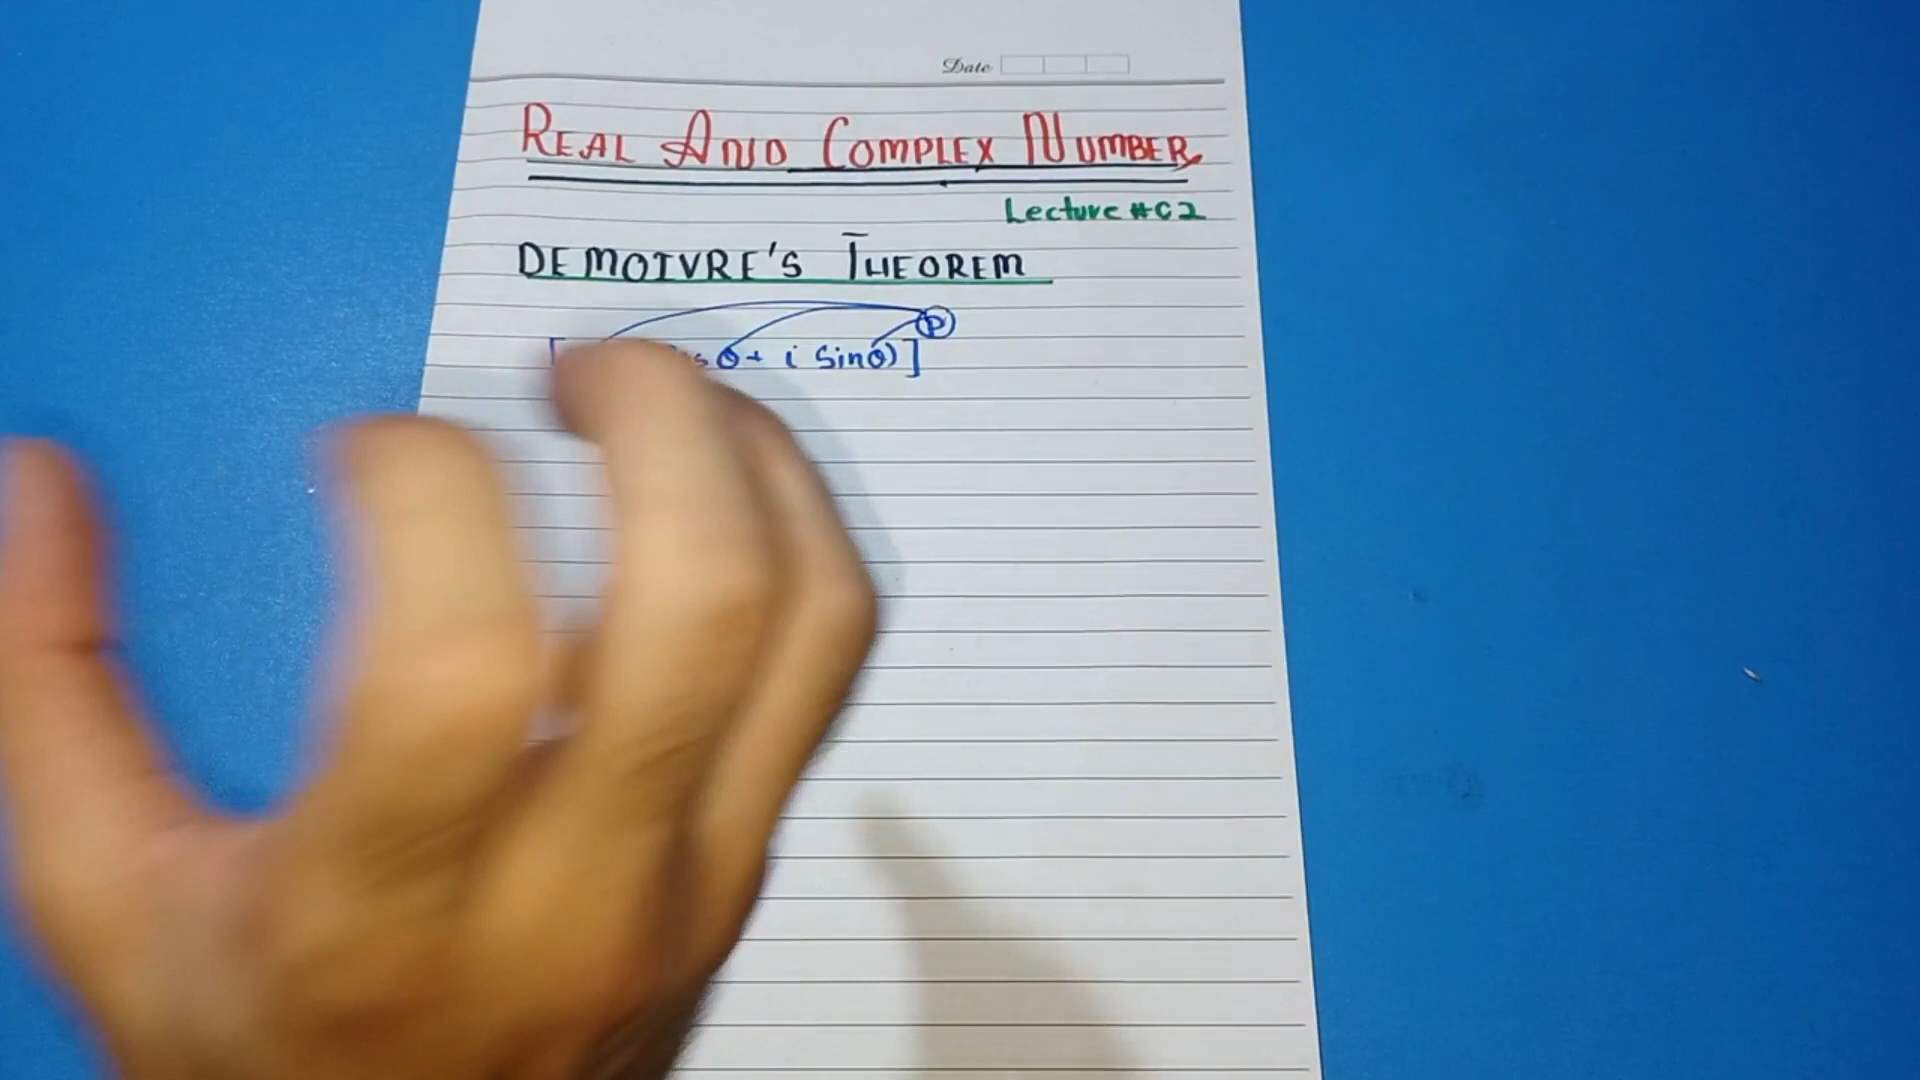 Date
REAL AND COMPLEX NUMBER
Lecture #02
DEMOIVRE'S THEOREM
P
[ s θ + i Sinθ) ]